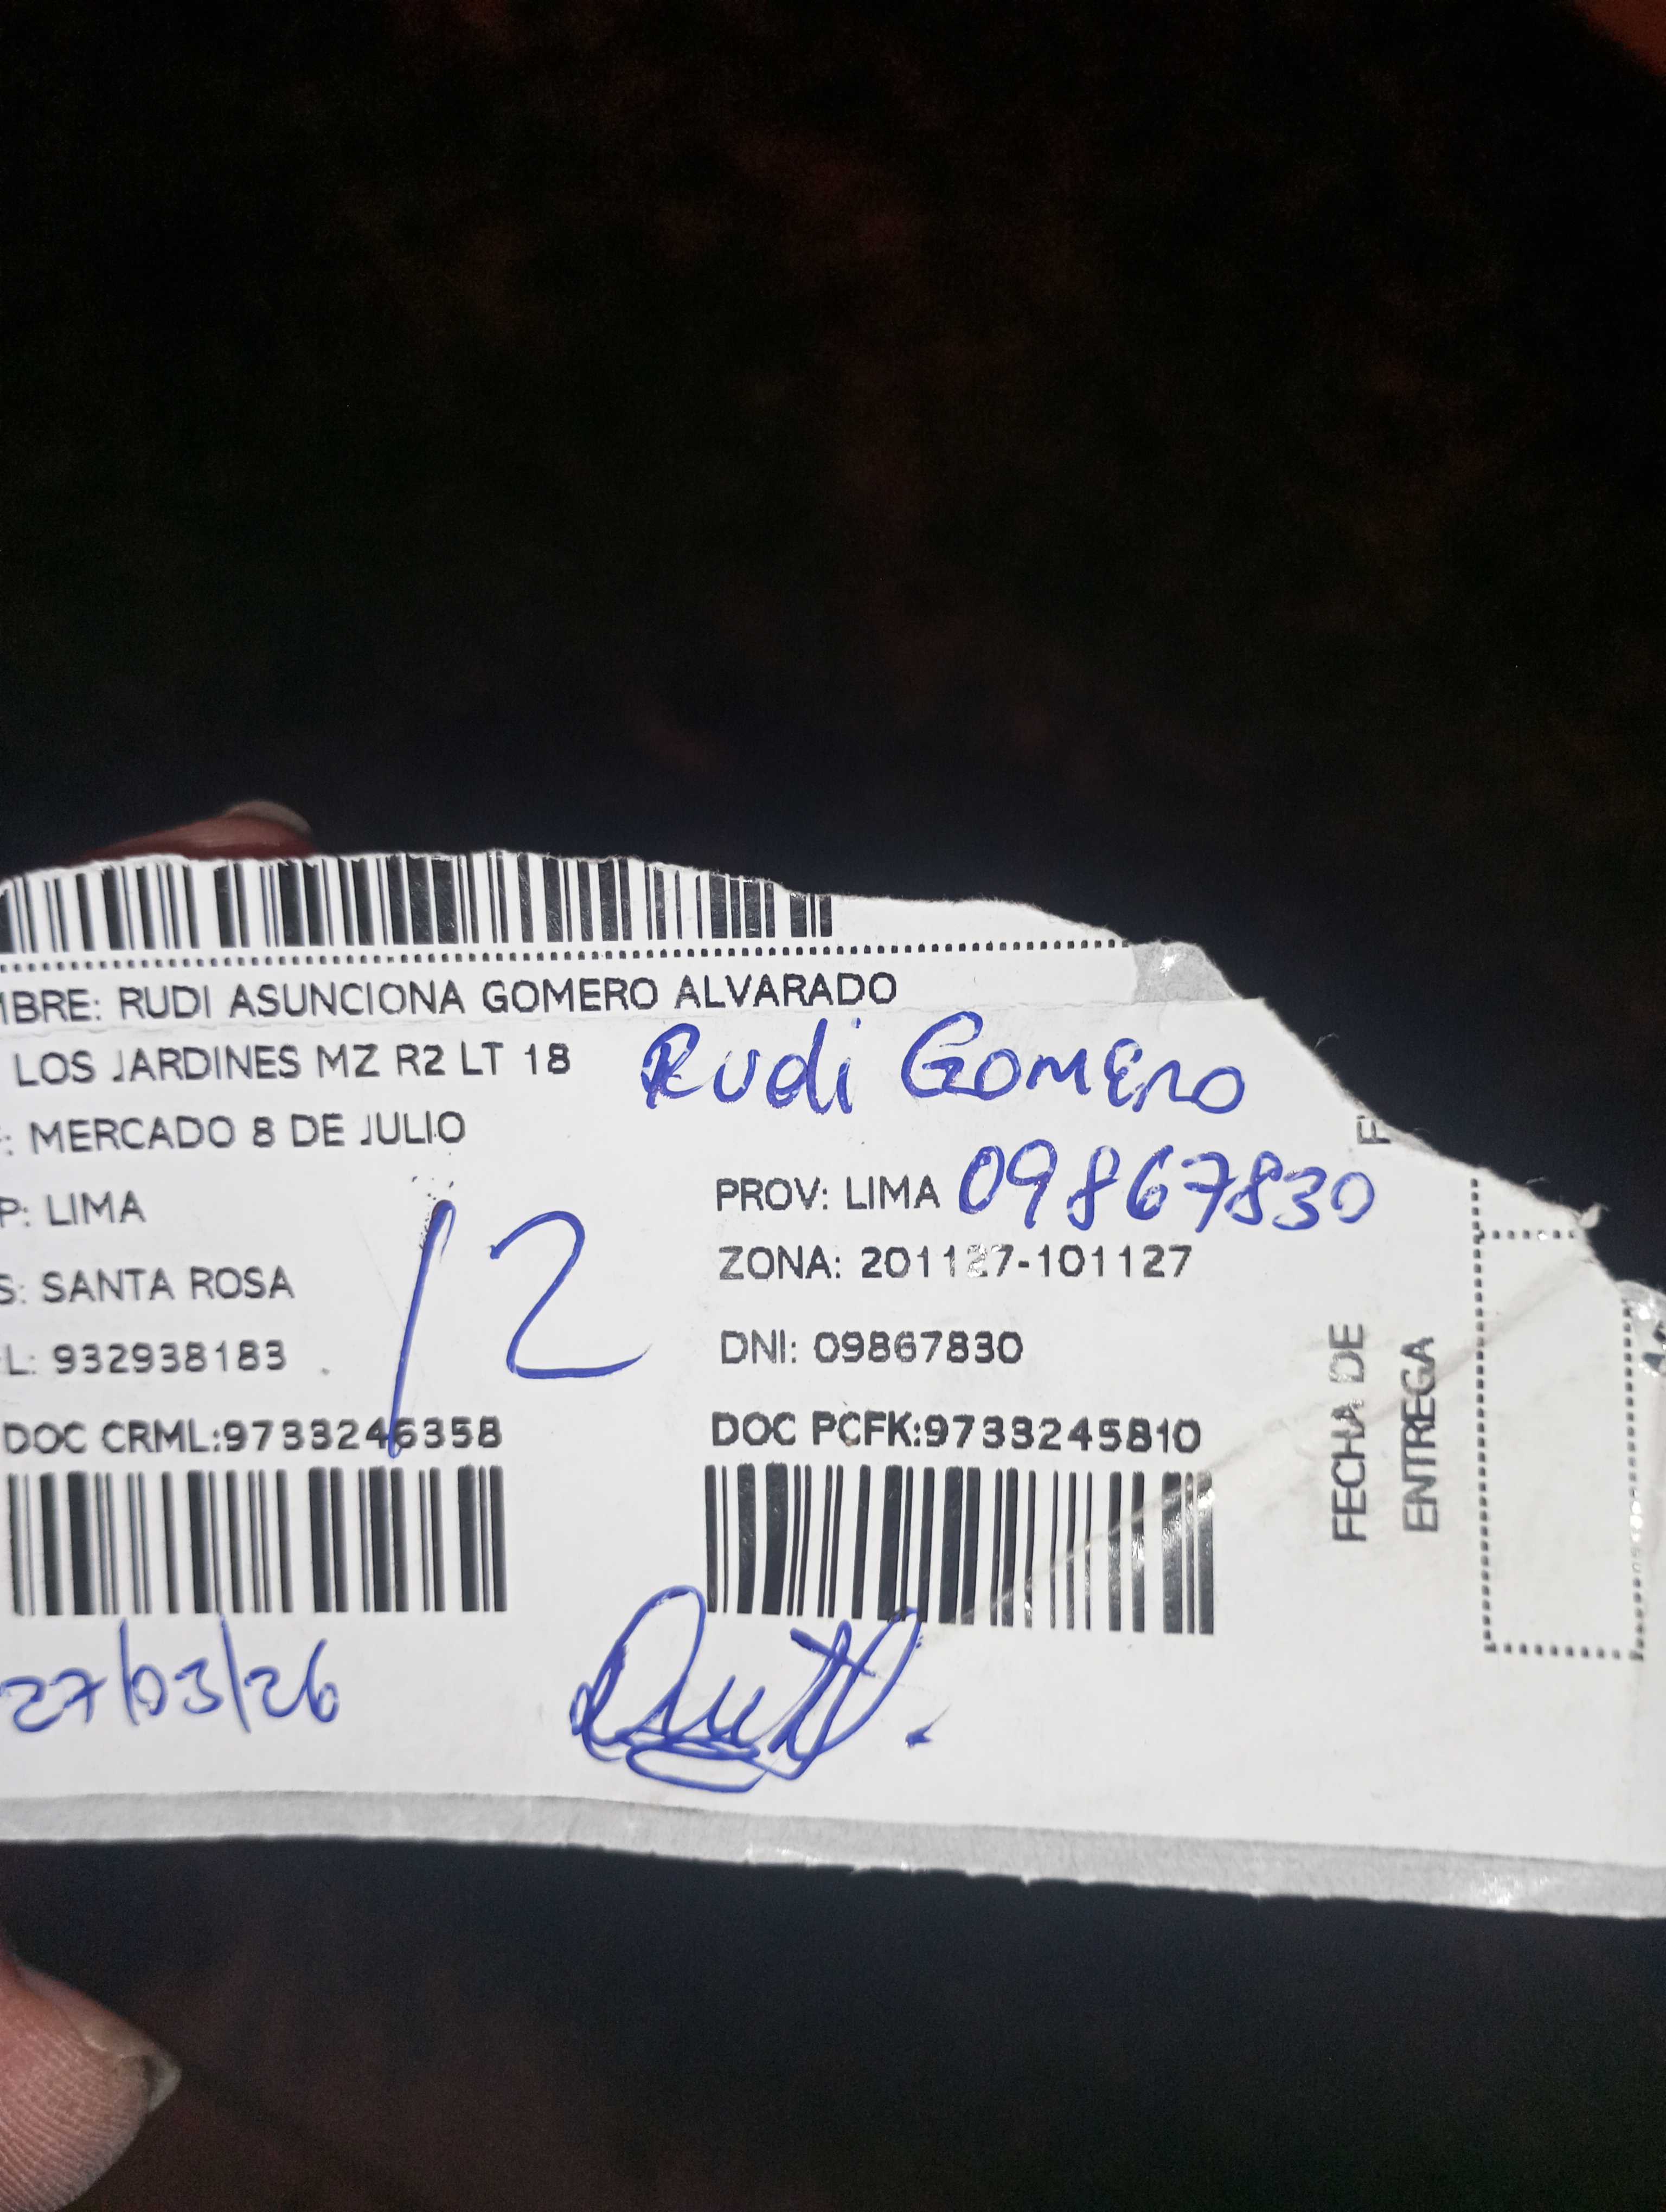 MBRE: RUDI ASUNCIONA GOMERO ALVARADO
LOS JARDINES MZ R2 LT 18
Rudi Gomero
: MERCADO 8 DE JULIO
P: LIMA
PROV: LIMA
09867830
12
S: SANTA ROSA
ZONA: 201127-101127
L: 932938183
DNI: 09867830
DOC CRML:9733246358
DOC PCFK:9733245810
FECHA DE
ENTREGA
27/03/26